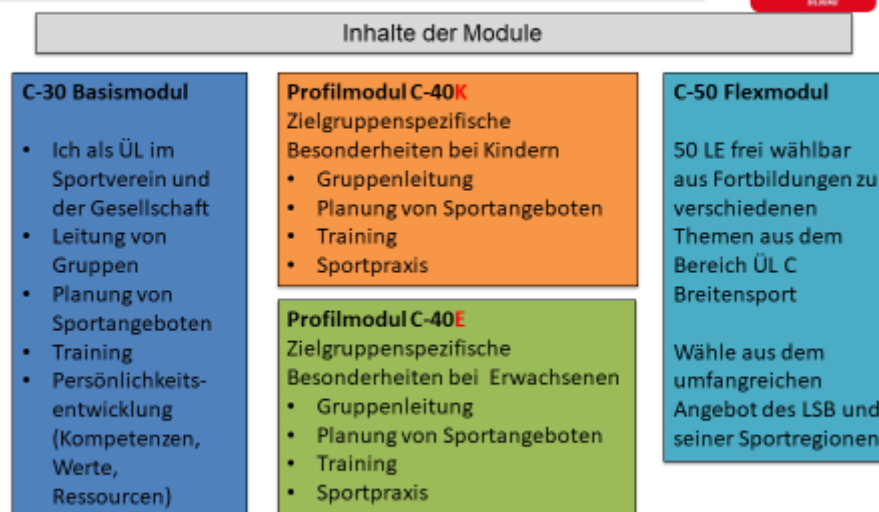 Inhalte der Module
C-30 Basismodul
• Ich als ÜL im
Sportverein und
der Gesellschaft
• Leitung von
Gruppen
• Planung von
Sportangeboten
• Training
• Persönlichkeits-
entwicklung
(Kompetenzen,
Werte,
Ressourcen)
Profilmodul C-40K
Zielgruppenspezifische
Besonderheiten bei Kindern
• Gruppenleitung
• Planung von Sportangeboten
• Training
• Sportpraxis
Profilmodul C-40E
Zielgruppenspezifische
Besonderheiten bei Erwachsenen
• Gruppenleitung
• Planung von Sportangeboten
• Training
• Sportpraxis
C-50 Flexmodul
50 LE frei wählbar
aus Fortbildungen zu
verschiedenen
Themen aus dem
Bereich ÜL C
Breitensport
Wähle aus dem
umfangreichen
Angebot des LSB und
seiner Sportregionen